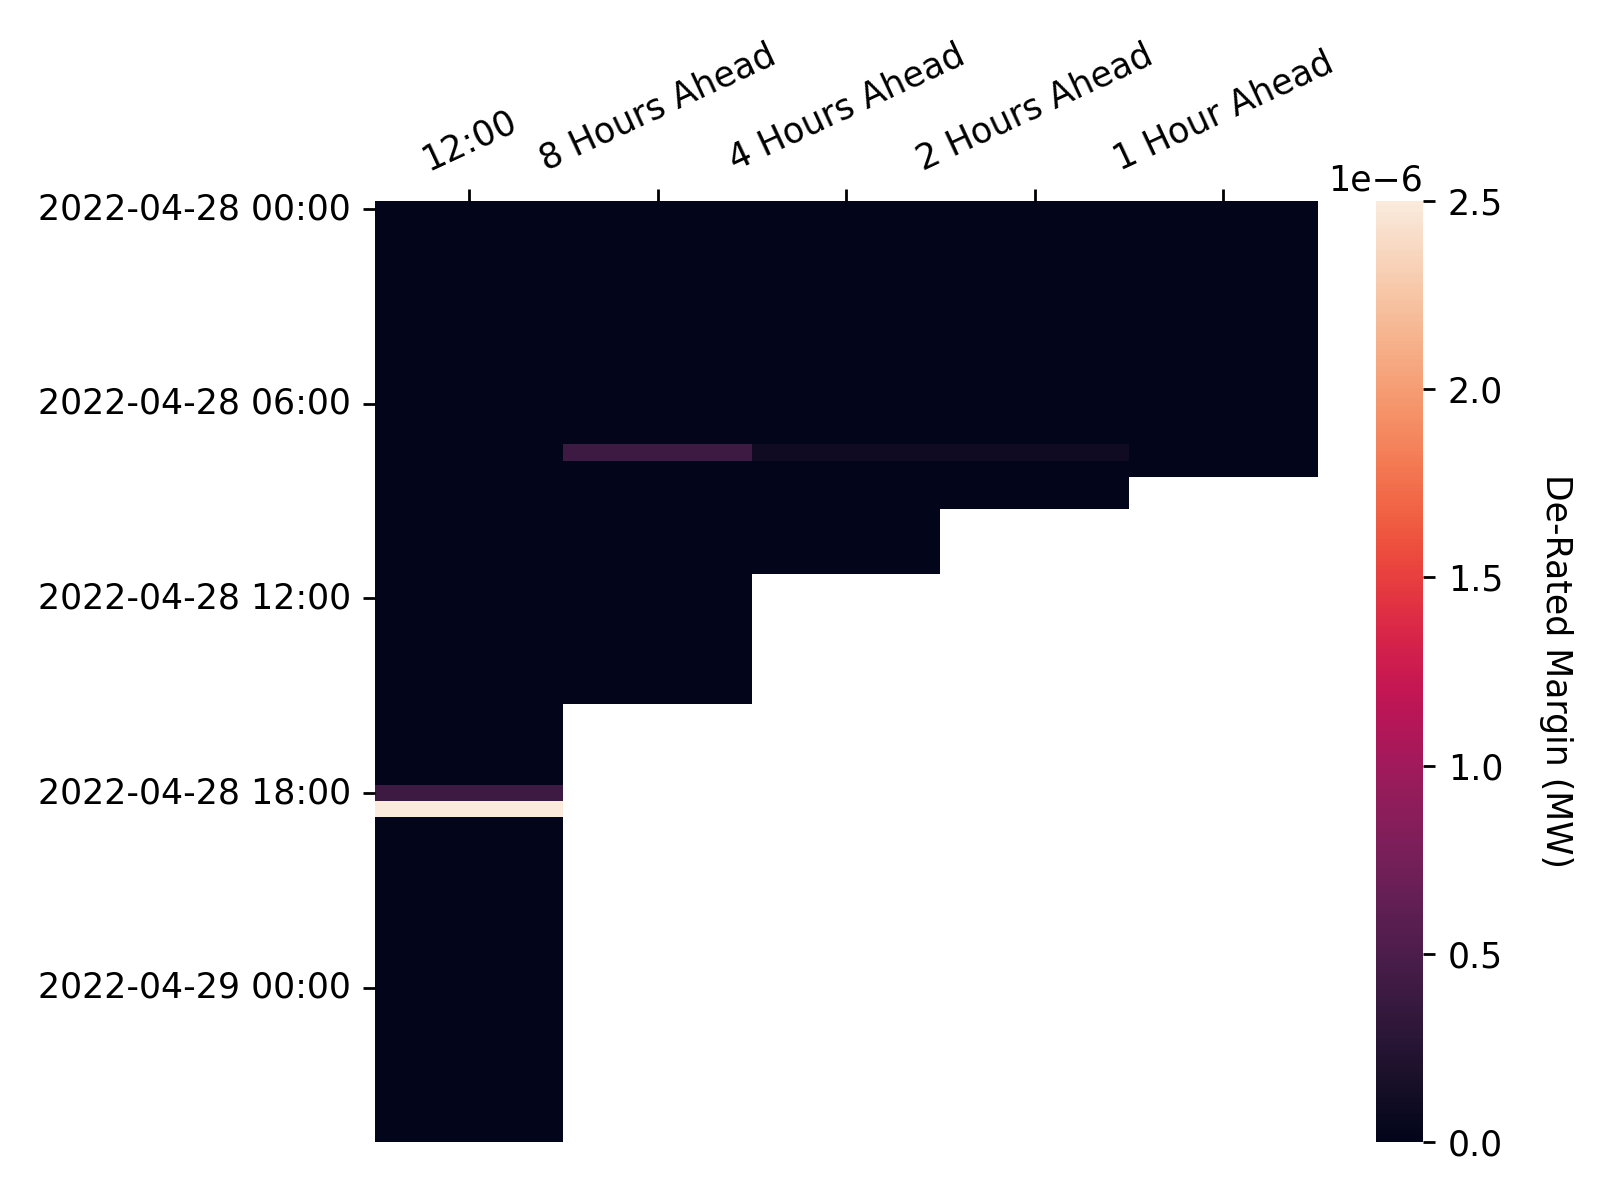 12:00
8 Hours Ahead
4 Hours Ahead
2 Hours Ahead
1 Hour Ahead
2022-04-28 00:00
2022-04-28 06:00
2022-04-28 12:00
2022-04-28 18:00
2022-04-29 00:00
1e−6
2.5
2.0
1.5
1.0
0.5
0.0
De-Rated Margin (MW)